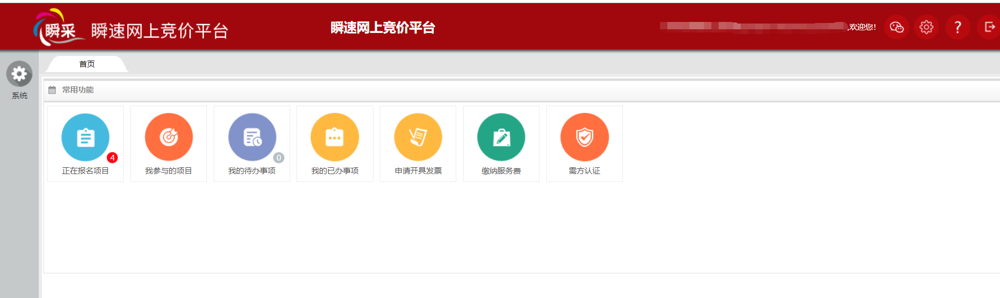 瞬采 瞬速网上竞价平台
瞬速网上竞价平台
,欢迎您!
?
首页
系统
常用功能
4
0
正在报名项目 我参与的项目 我的待办事项 我的已办事项 申请开具发票 缴纳服务费 需方认证